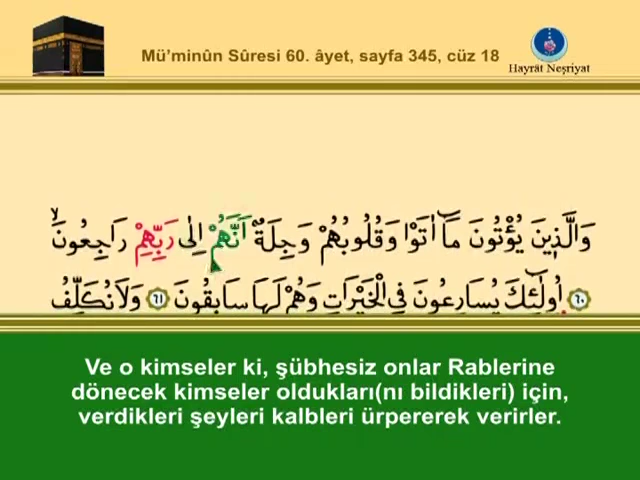 Mü’minûn Sûresi 60. âyet, sayfa 345, cüz 18
Hayrât Neşriyat
وَالَّذِينَ يُؤْتُونَ مَآ اٰتَوْا وَقُلُوبُهُمْ وَجِلَةٌ اَنَّهُمْ اِلٰى رَبِّهِمْ رَاجِعُونَۙ
﴿٦٠﴾ اُولٰٓئِكَ يُسَارِعُونَ فِى الْخَيْرَاتِ وَهُمْ لَهَا سَابِقُونَ ﴿٦١﴾ وَلَا نُكَلِّفُ
Ve o kimseler ki, şübhesiz onlar Rablerine
dönecek kimseler oldukları(nı bildikleri) için,
verdikleri şeyleri kalbleri ürpererek verirler.